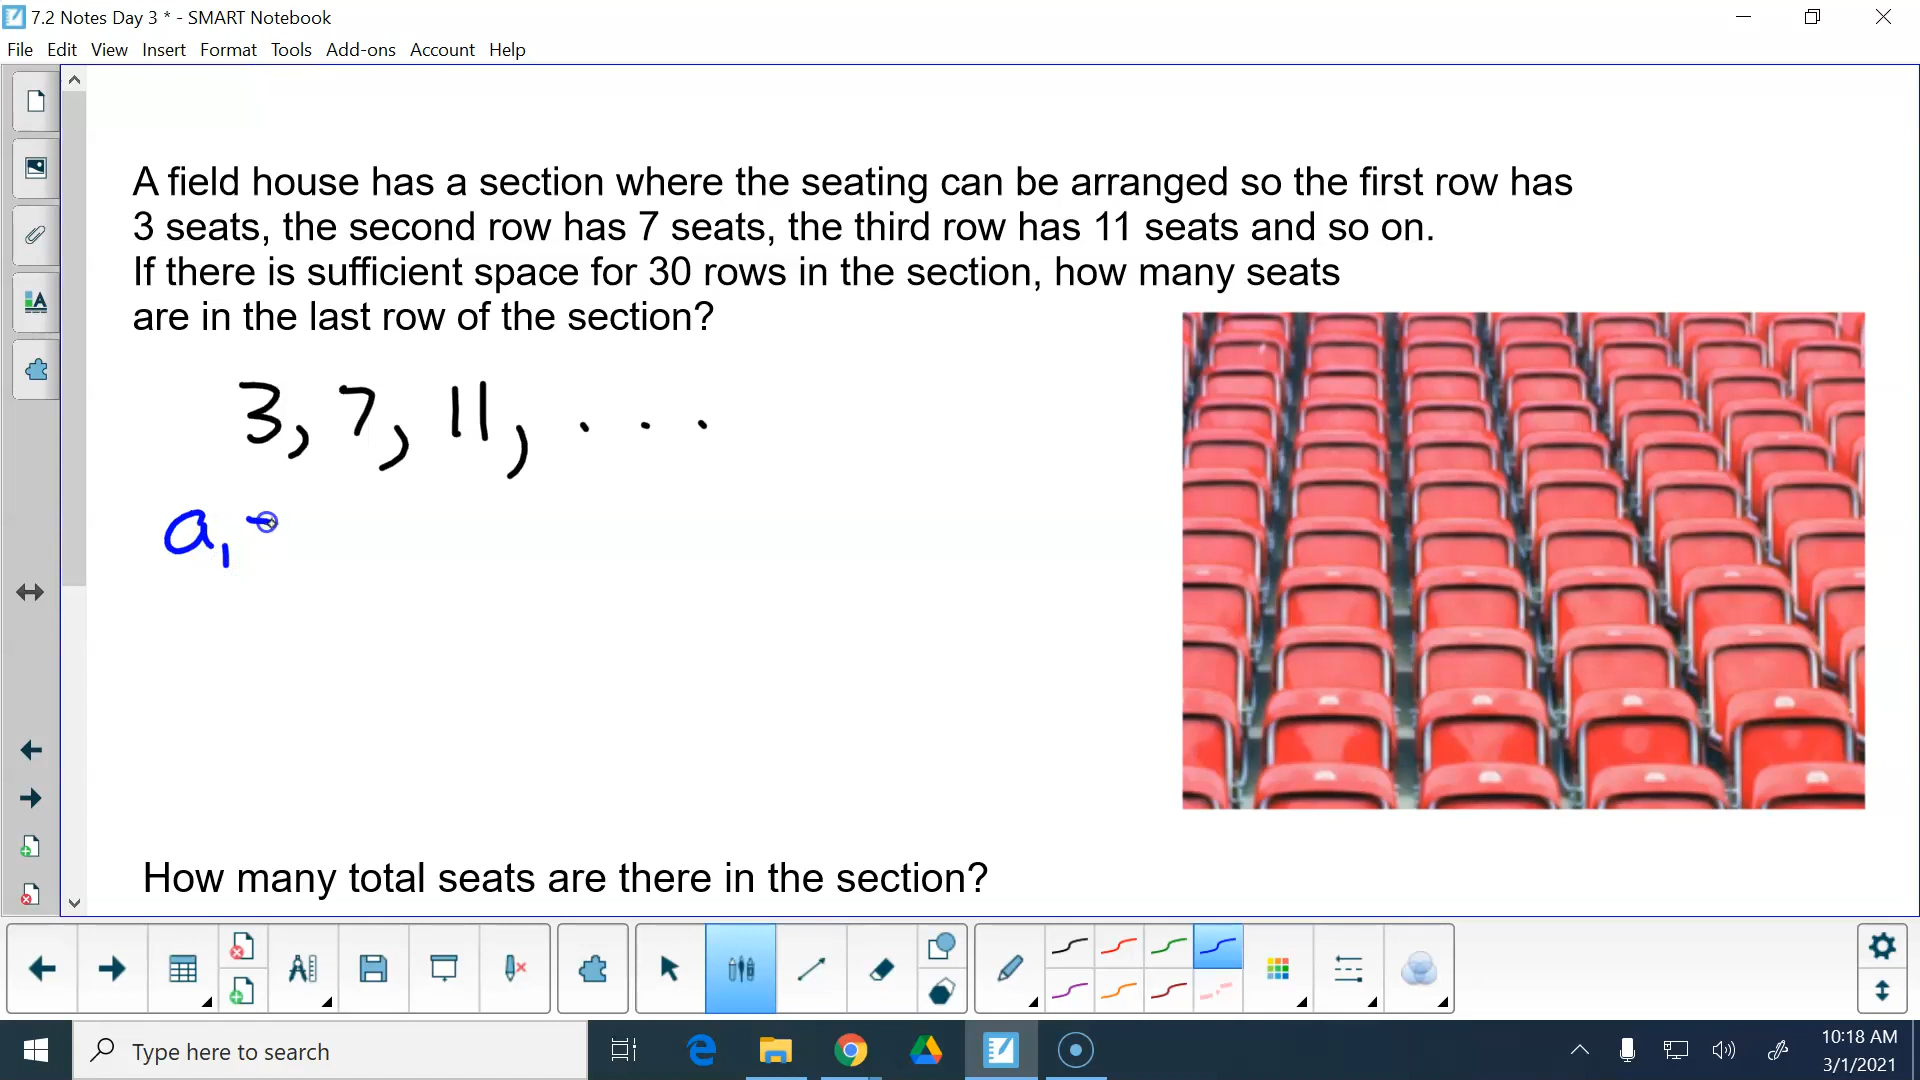 7.2 Notes Day 3 * - SMART Notebook
File Edit View Insert Format Tools Add-ons Account Help
A field house has a section where the seating can be arranged so the first row has
3 seats, the second row has 7 seats, the third row has 11 seats and so on.
If there is sufficient space for 30 rows in the section, how many seats
are in the last row of the section?
3, 7, 11, . . .
a₁ -
How many total seats are there in the section?
Type here to search
10:18 AM
3/1/2021